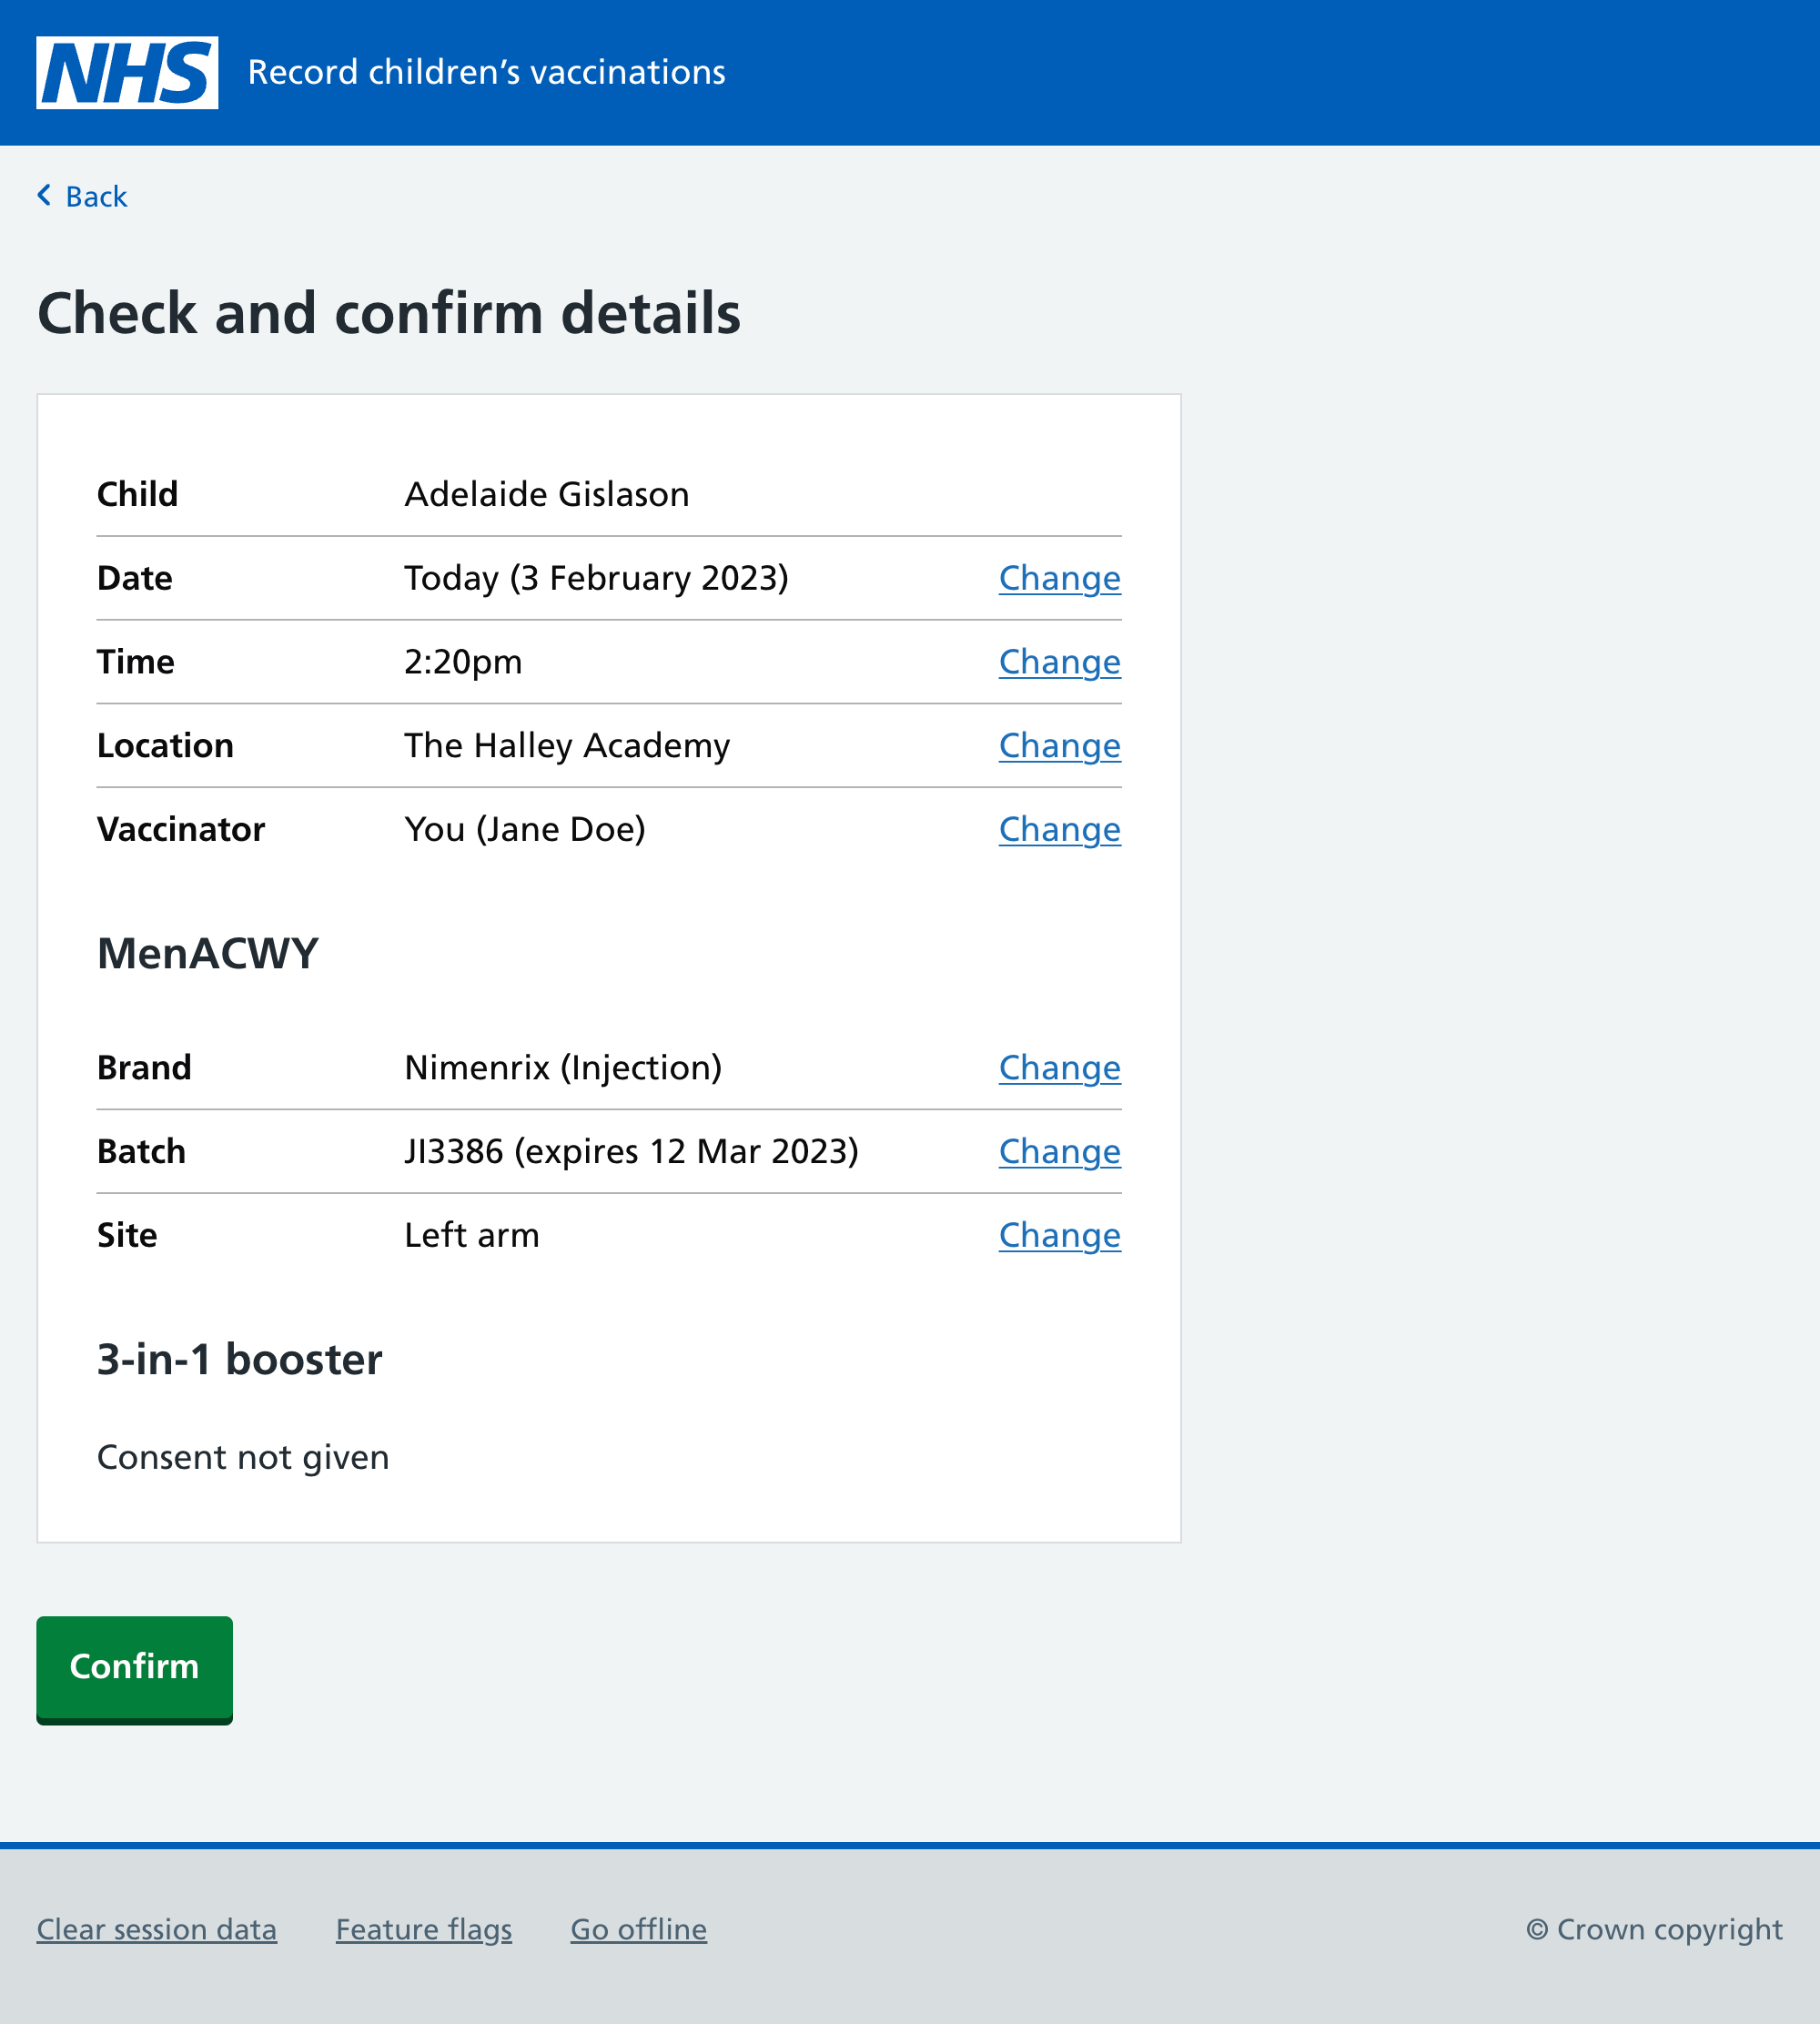 NHS Record children's vaccinations
Back
Check and confirm details
Child Adelaide Gislason
Date Today (3 February 2023) Change
Time 2:20pm Change
Location The Halley Academy Change
Vaccinator You (Jane Doe) Change
MenACWY
Brand Nimenrix (Injection) Change
Batch JI3386 (expires 12 Mar 2023) Change
Site Left arm Change
3-in-1 booster
Consent not given
Confirm
Clear session data Feature flags Go offline © Crown copyright